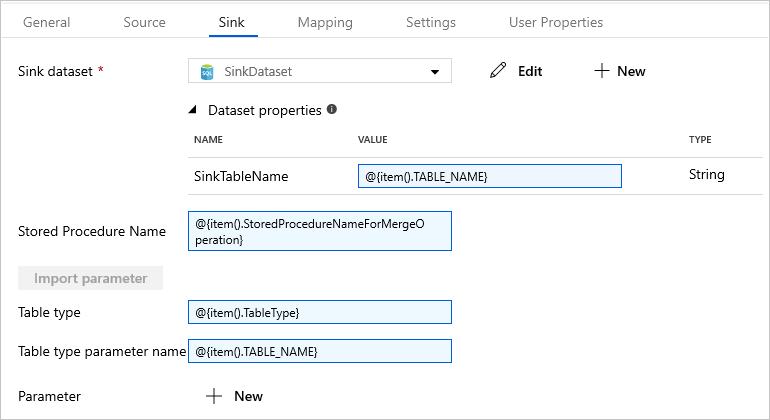 General Source Sink Mapping Settings User Properties
Sink dataset * SinkDataset Edit + New
Dataset properties
NAME VALUE TYPE
SinkTableName @{item().TABLE_NAME} String
Stored Procedure Name @{item().StoredProcedureNameForMergeO
peration}
Import parameter
Table type @{item().TableType}
Table type parameter name @{item().TABLE_NAME}
Parameter + New